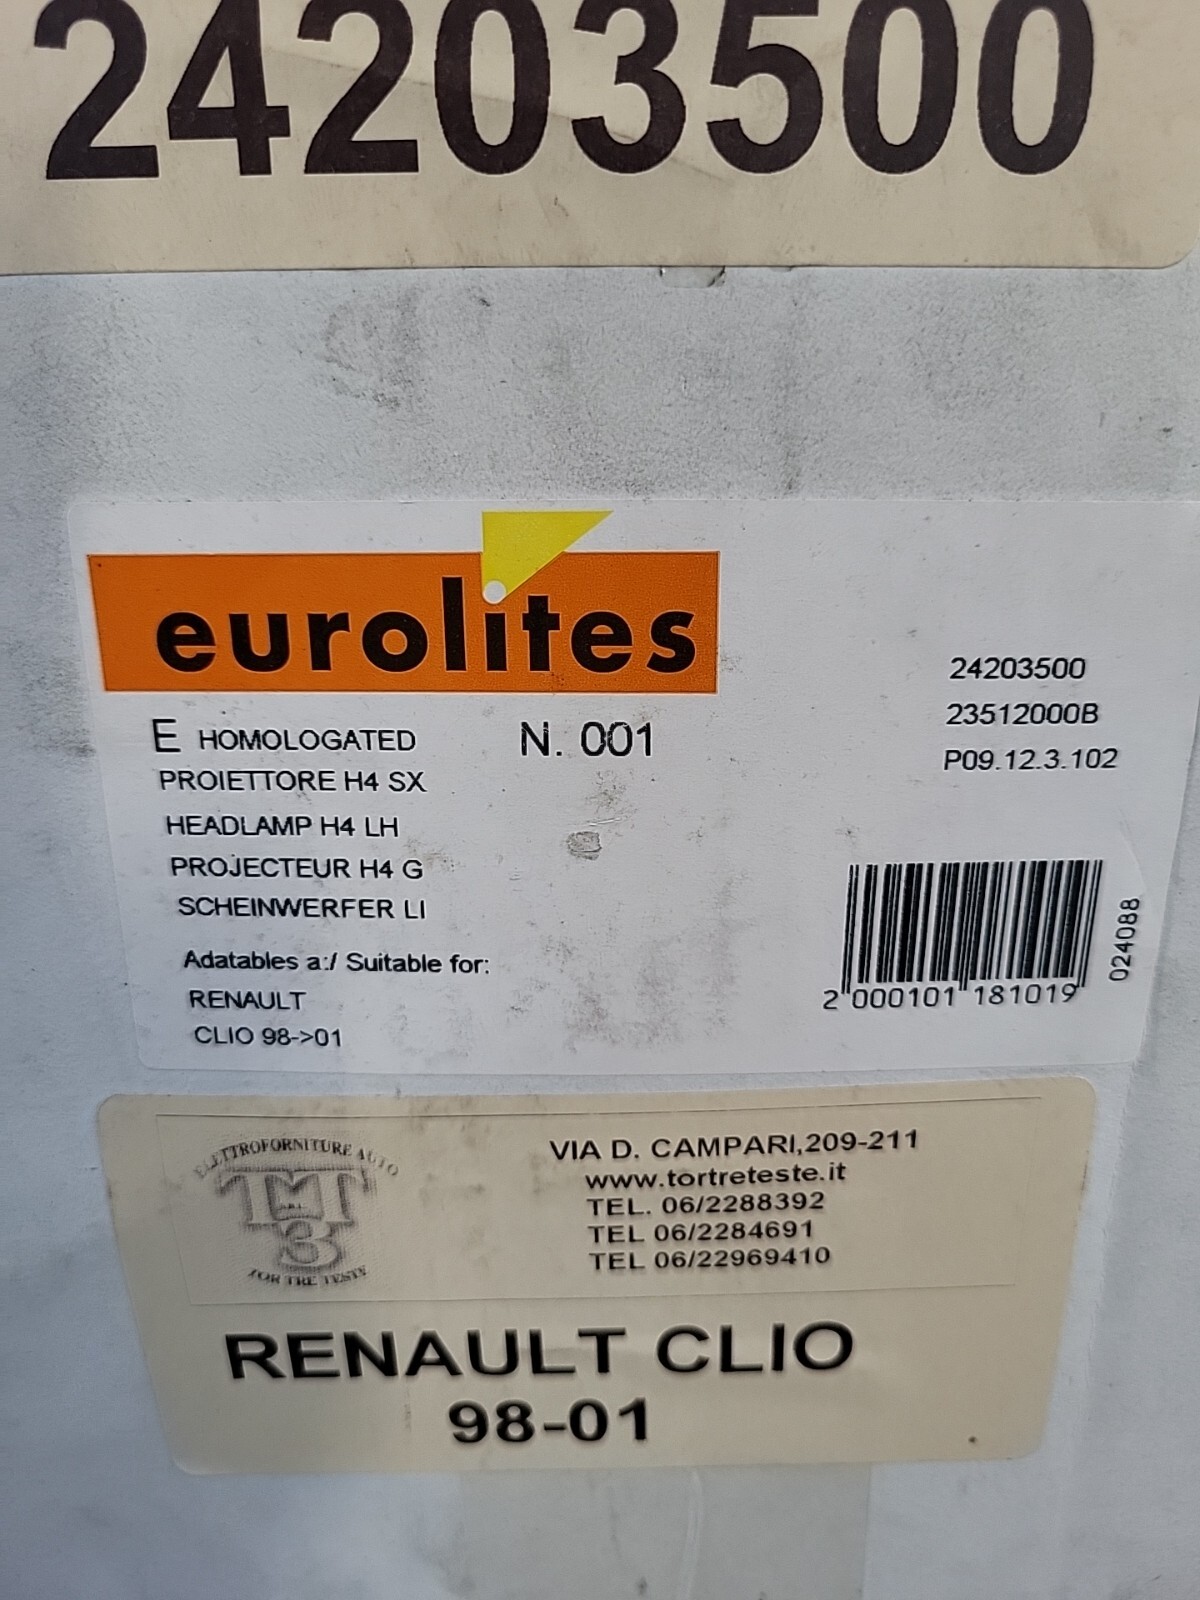 24203500
eurolites
E HOMOLOGATED N. 001
PROIETTORE H4 SX
HEADLAMP H4 LH
PROJECTEUR H4 G
SCHEINWERFER LI
Adatables a:/ Suitable for:
RENAULT
CLIO 98->01
24203500
23512000B
P09.12.3.102
2 000101 181019
024088
ELETTROFORNITURE AUTO
TMT
S.R.L.
3
TOR TRE TESTE
VIA D. CAMPARI,209-211
www.tortreteste.it
TEL. 06/2288392
TEL 06/2284691
TEL 06/22969410
RENAULT CLIO
98-01